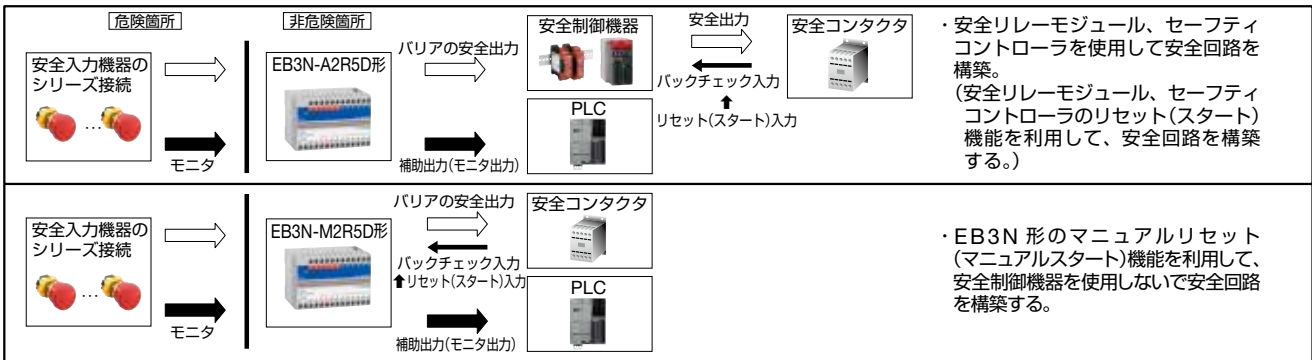 危険箇所
非危険箇所
安全入力機器の
シリーズ接続
…
モニタ
EB3N-A2R5D形
バリアの安全出力
補助出力(モニタ出力)
安全制御機器
PLC
安全出力
バックチェック入力
リセット(スタート)入力
安全コンタクタ
・安全リレーモジュール、セーフティ
コントローラを使用して安全回路を
構築。
(安全リレーモジュール、セーフティ
コントローラのリセット(スタート)
機能を利用して、安全回路を構築
する。)
安全入力機器の
シリーズ接続
…
モニタ
EB3N-M2R5D形
バリアの安全出力
バックチェック入力
リセット(スタート)入力
補助出力(モニタ出力)
安全コンタクタ
PLC
・EB3N 形のマニュアルリセット
(マニュアルスタート)機能を利用して、
安全制御機器を使用しないで安全回路
を構築する。